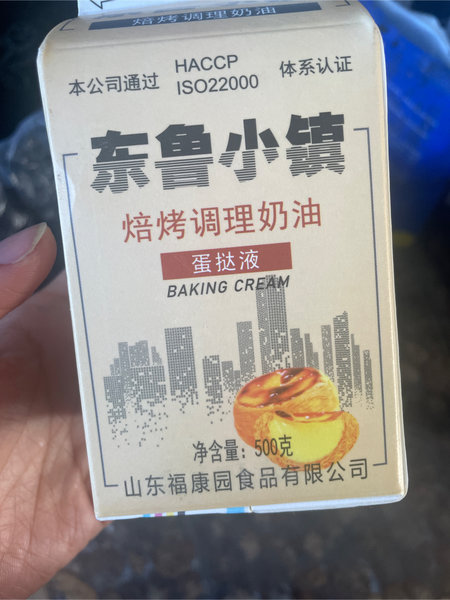 焙烤调理奶油
本公司通过 HACCP ISO22000 体系认证
东鲁小镇
焙烤调理奶油
蛋挞液
BAKING CREAM
净含量：500克
山东福康园食品有限公司